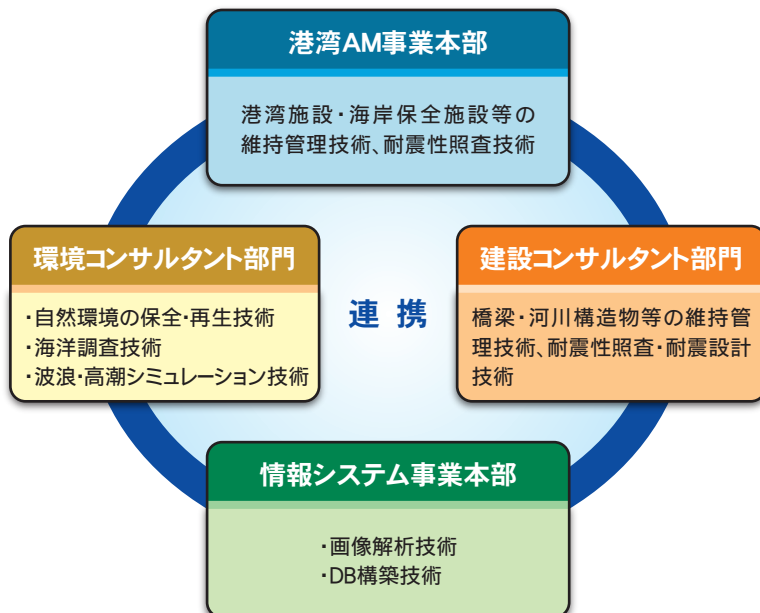 港湾AM事業本部
港湾施設・海岸保全施設等の
維持管理技術、耐震性照査技術
環境コンサルタント部門
・自然環境の保全・再生技術
・海洋調査技術
・波浪・高潮シミュレーション技術
連携
建設コンサルタント部門
橋梁・河川構造物等の維持管
理技術、耐震性照査・耐震設計
技術
情報システム事業本部
・画像解析技術
・DB構築技術